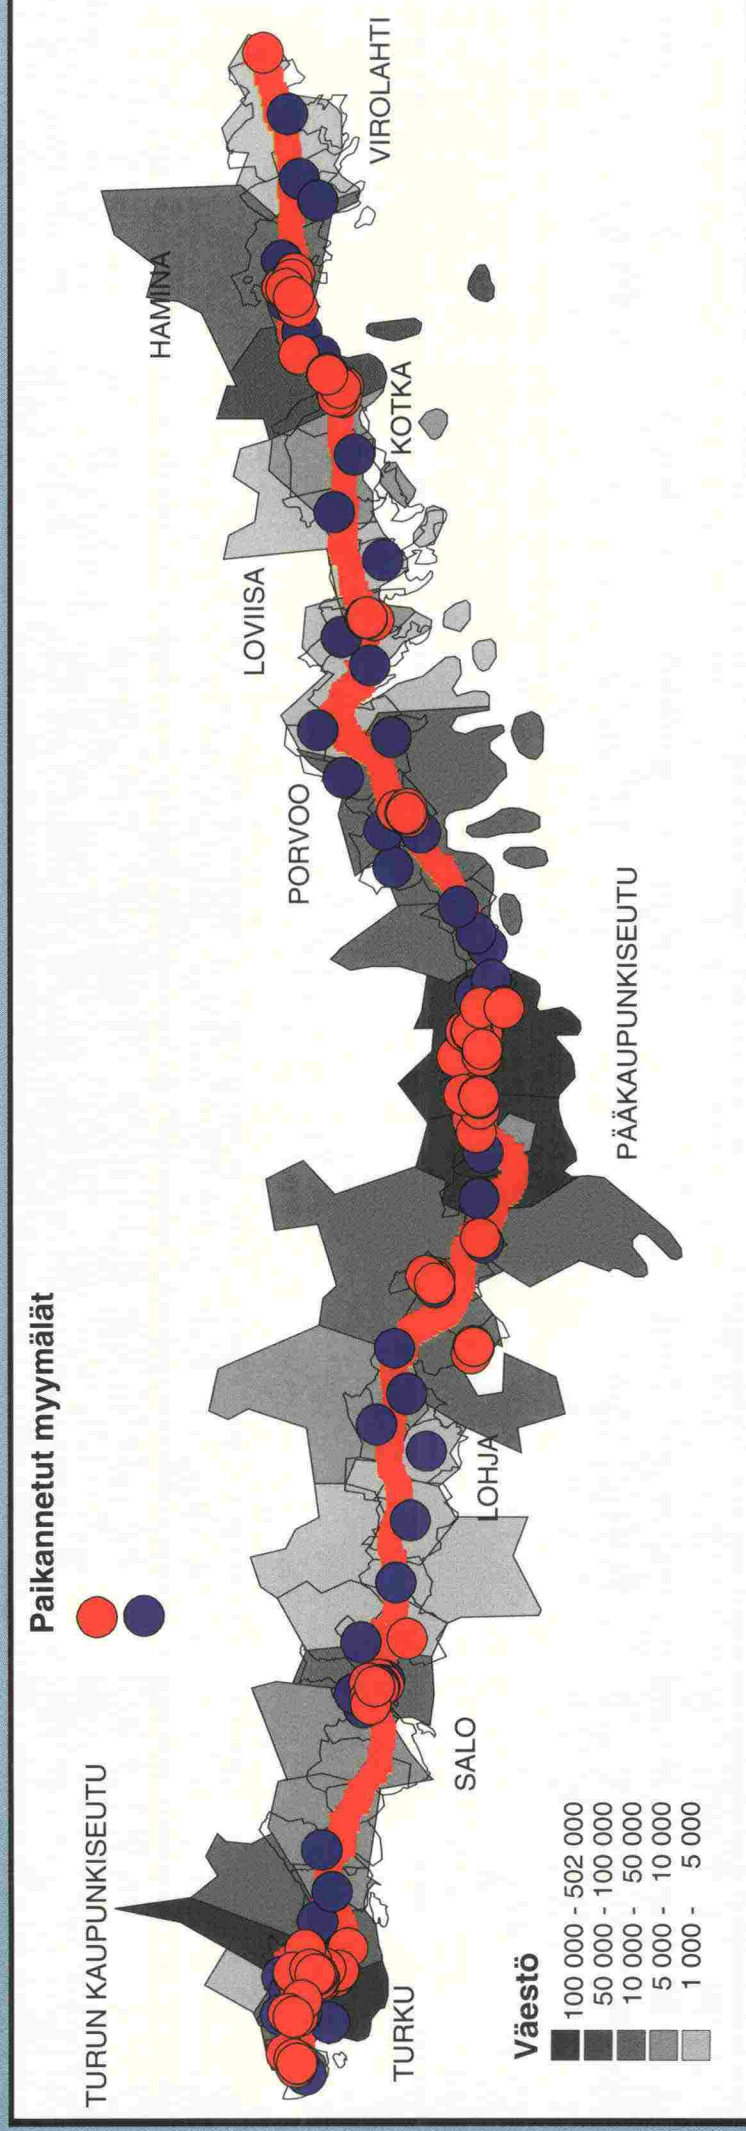 Paikannetut myymälät
TURUN KAUPUNKISEUTU
TURKU
SALO
LOHJA
PÄÄKAUPUNKISEUTU
PORVOO
LOVIISA
KOTKA
HAMINA
VIROLAHTI
Väestö
100 000 - 502 000
50 000 - 100 000
10 000 - 50 000
5 000 - 10 000
1 000 - 5 000